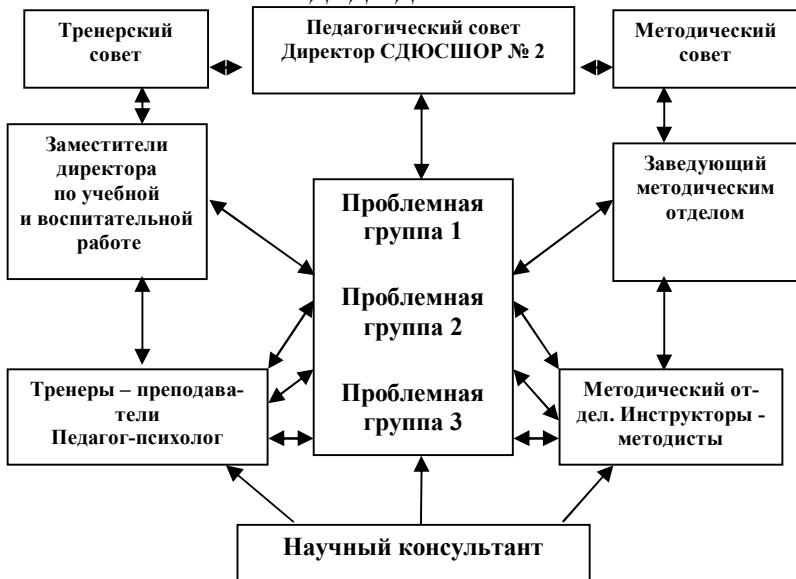 Тренерский
совет
Педагогический совет
Директор СДЮСШОР № 2
Методический
совет
Заместители
директора
по учебной
и воспитательной
работе
Проблемная
группа 1
Проблемная
группа 2
Проблемная
группа 3
Заведующий
методическим
отделом
Тренеры – преподава-
тели
Педагог-психолог
Методический от-
дел. Инструкторы -
методисты
Научный консультант